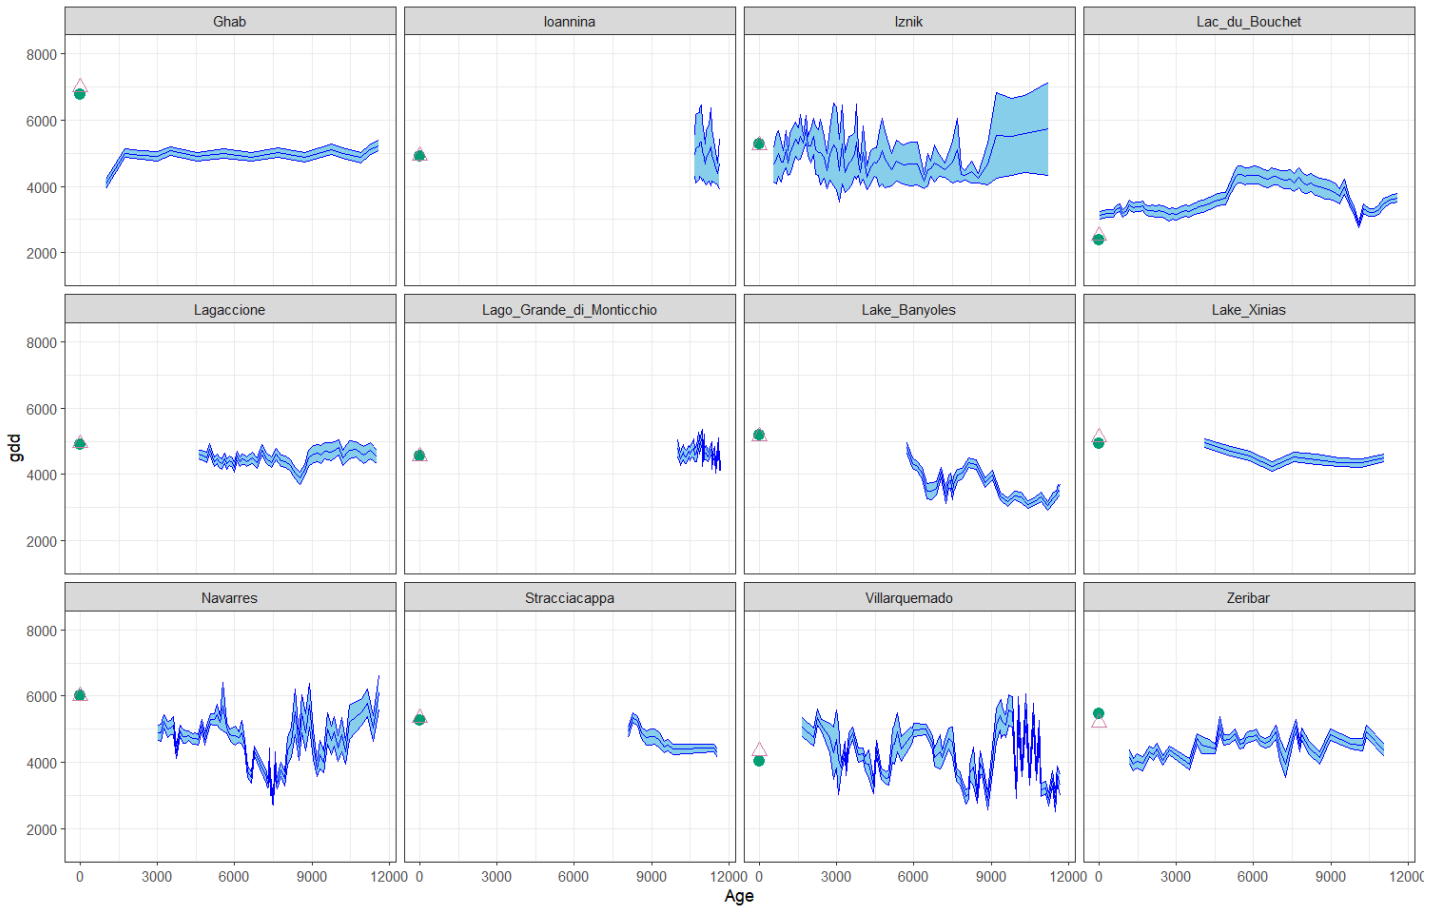 Ghab
Ioannina
Iznik
Lac_du_Bouchet
8000
6000
4000
2000
Lagaccione
Lago_Grande_di_Monticchio
Lake_Banyoles
Lake_Xinias
8000
6000
4000
2000
gdd
Navarres
Stracciacappa
Villarquemado
Zeribar
8000
6000
4000
2000
0 3000 6000 9000 12000 0 3000 6000 9000 12000 0 3000 6000 9000 12000 0 3000 6000 9000 12000
Age